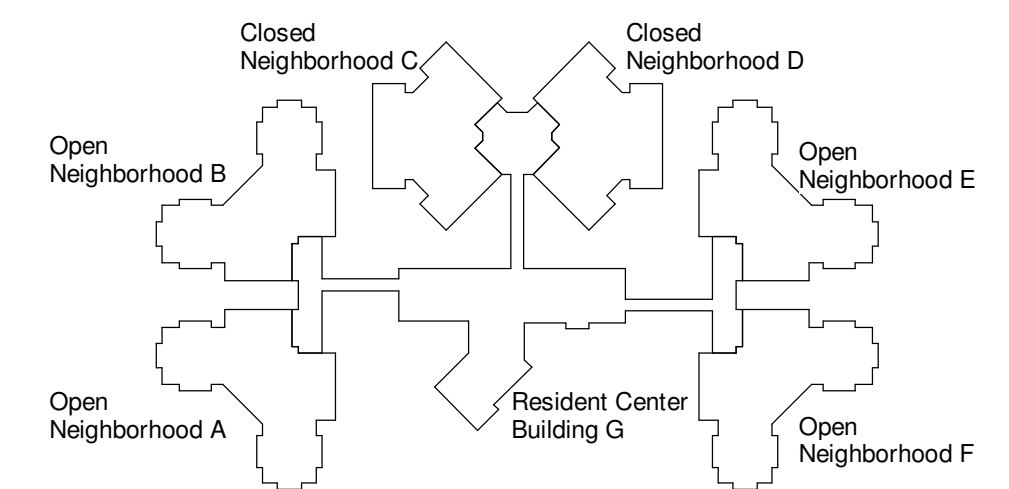 Closed
Neighborhood C
Closed
Neighborhood D
Open
Neighborhood B
Open
Neighborhood E
Open
Neighborhood A
Resident Center
Building G
Open
Neighborhood F